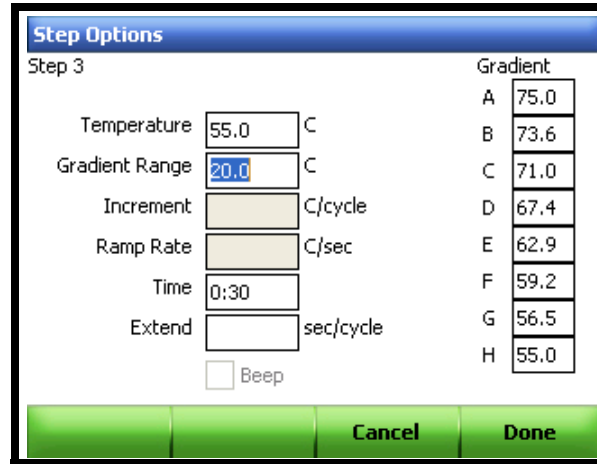 Step Options
Step 3 Gradient
A 75.0
Temperature 55.0 C B 73.6
Gradient Range 20.0 C C 71.0
Increment C/cycle D 67.4
Ramp Rate C/sec E 62.9
Time 0:30 F 59.2
Extend sec/cycle G 56.5
H 55.0
Beep
Cancel Done